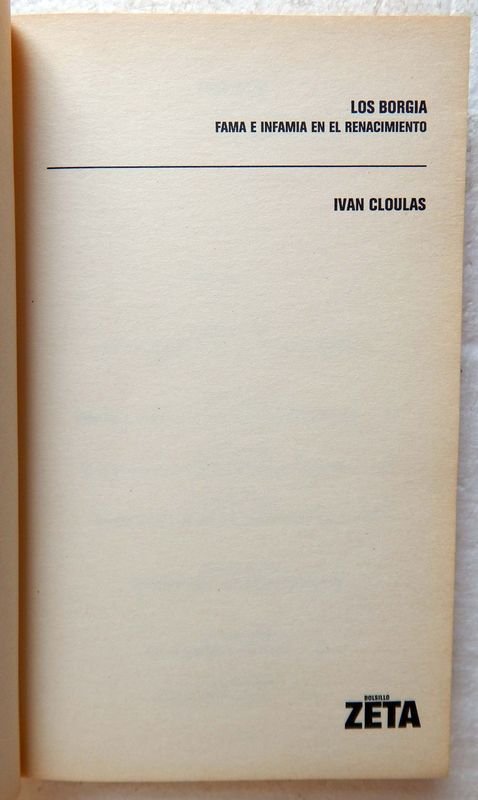 LOS BORGIA
FAMA E INFAMIA EN EL RENACIMIENTO
IVAN CLOULAS
BOLSILLO
ZETA